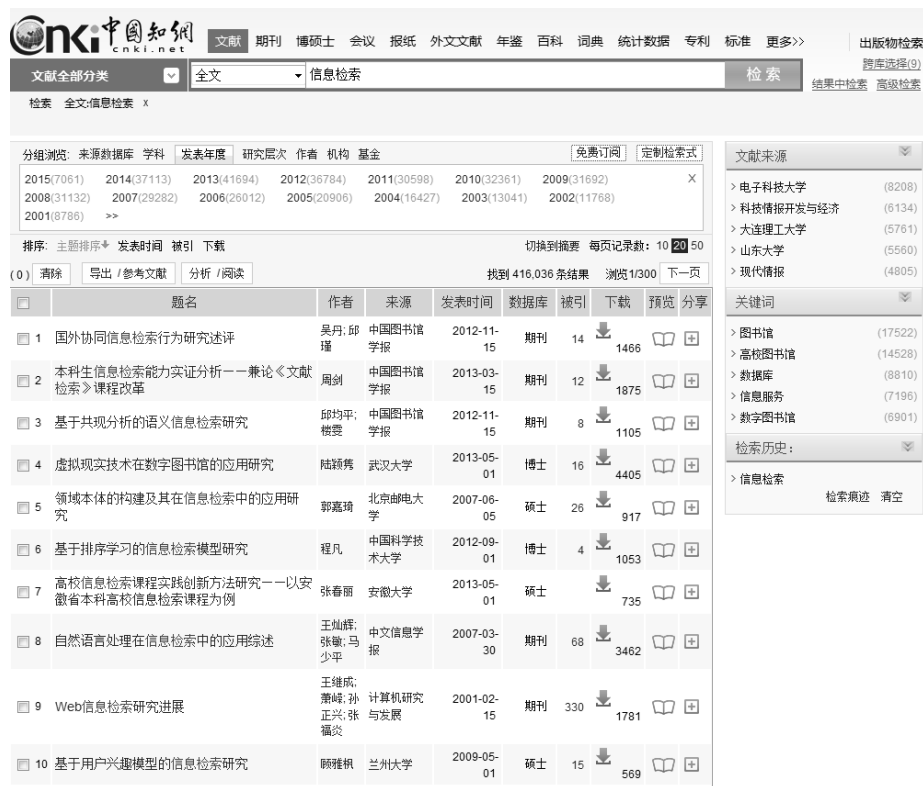 Cnki中国知网
cnki.net
文献 期刊 博硕士 会议 报纸 外文文献 年鉴 百科 词典 统计数据 专利 标准 更多>> 出版物检索
文献全部分类 全文 信息检索 检索 跨库选择(9)
结果中检索 高级检索
检索 全文:信息检索 x
分组浏览: 来源数据库 学科 发表年度 研究层次 作者 机构 基金 免费订阅 定制检索式
2015(7061) 2014(37113) 2013(41694) 2012(36784) 2011(30598) 2010(32361) 2009(31692) X
2008(31132) 2007(29282) 2006(26012) 2005(20906) 2004(16427) 2003(13041) 2002(11768)
2001(8786) >>
排序: 主题排序 发表时间 被引 下载 切换到摘要 每页记录数: 10 20 50
(0) 清除 导出 / 参考文献 分析 / 阅读 找到 416,036 条结果 浏览1/300 下一页
题名 作者 来源 发表时间 数据库 被引 下载 预览 分享
1 国外协同信息检索行为研究述评 吴丹; 邱瑾 中国图书馆学报 2012-11-15 期刊 14 1466
2 本科生信息检索能力实证分析——兼论《文献检索》课程改革 周剑 中国图书馆学报 2013-03-15 期刊 12 1875
3 基于共现分析的语义信息检索研究 邱均平; 楼雯 中国图书馆学报 2012-11-15 期刊 8 1105
4 虚拟现实技术在数字图书馆的应用研究 陆颖隽 武汉大学 2013-05-01 博士 16 4405
5 领域本体的构建及其在信息检索中的应用研究 郭嘉琦 北京邮电大学 2007-06-05 硕士 26 917
6 基于排序学习的信息检索模型研究 程凡 中国科学技术大学 2012-09-01 博士 4 1053
7 高校信息检索课程实践创新方法研究——以安徽省本科高校信息检索课程为例 张春丽 安徽大学 2013-05-01 硕士 735
8 自然语言处理在信息检索中的应用综述 王灿辉; 张敏; 马少平 中文信息学报 2007-03-30 期刊 68 3462
9 Web信息检索研究进展 王继成; 萧嵘; 孙正兴; 张福炎 计算机研究与发展 2001-02-15 期刊 330 1781
10 基于用户兴趣模型的信息检索研究 顾雅枫 兰州大学 2009-05-01 硕士 15 569
文献来源
> 电子科技大学 (8208)
> 科技情报开发与经济 (6134)
> 大连理工大学 (5761)
> 山东大学 (5560)
> 现代情报 (4805)
关键词
> 图书馆 (17522)
> 高校图书馆 (14528)
> 数据库 (8810)
> 信息服务 (7196)
> 数字图书馆 (6901)
检索历史:
> 信息检索
检索痕迹 清空